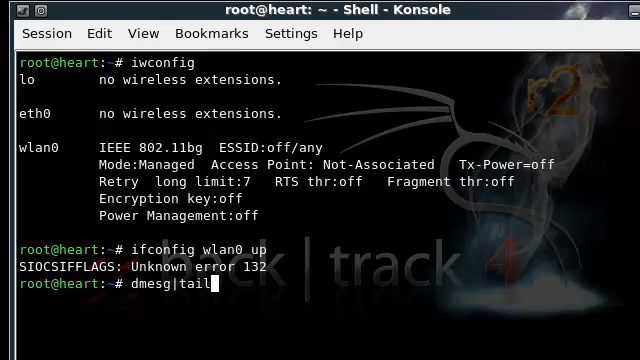 root@heart: ~ - Shell - Konsole
Session Edit View Bookmarks Settings Help
root@heart:~# iwconfig
lo        no wireless extensions.
eth0      no wireless extensions.
wlan0     IEEE 802.11bg  ESSID:off/any
Mode:Managed  Access Point: Not-Associated   Tx-Power=off
Retry  long limit:7   RTS thr:off   Fragment thr:off
Encryption key:off
Power Management:off
root@heart:~# ifconfig wlan0 up
SIOCSIFFLAGS: Unknown error 132
root@heart:~# dmesg|tail
back | track 4
r2